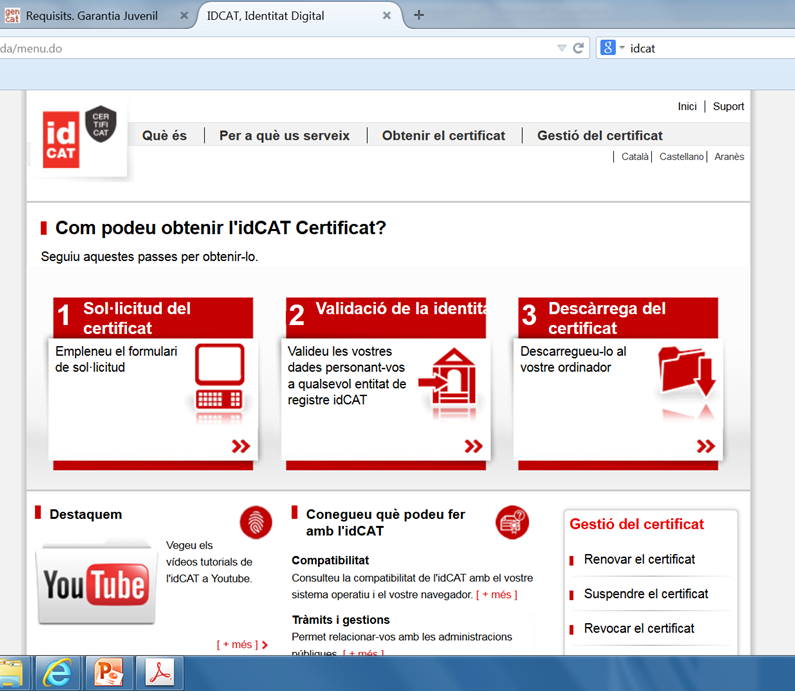 gen
cat
Requisits. Garantia Juvenil
IDCAT, Identitat Digital
da/menu.do
8
idcat
id
CAT
CER
TIFI
CAT
Inici | Suport
Què és | Per a què us serveix | Obtenir el certificat | Gestió del certificat
| Català | Castellano | Aranès
Com podeu obtenir l'idCAT Certificat?
Seguiu aquestes passes per obtenir-lo.
1 Sol·licitud del
certificat
Empleneu el formulari
de sol·licitud
2 Validació de la identita
Valideu les vostres
dades personant-vos
a qualsevol entitat de
registre idCAT
3 Descàrrega del
certificat
Descarregueu-lo al
vostre ordinador
Destaquem
YouTube
Vegeu els
vídeos tutorials de
l'idCAT a Youtube.
[ + més ]
Conegueu què podeu fer
amb l'idCAT
Compatibilitat
Consulteu la compatibilitat de l'idCAT amb el vostre
sistema operatiu i el vostre navegador. [ + més ]
Tràmits i gestions
Permet relacionar-vos amb les administracions
públiques. [ + més ]
Gestió del certificat
Renovar el certificat
Suspendre el certificat
Revocar el certificat